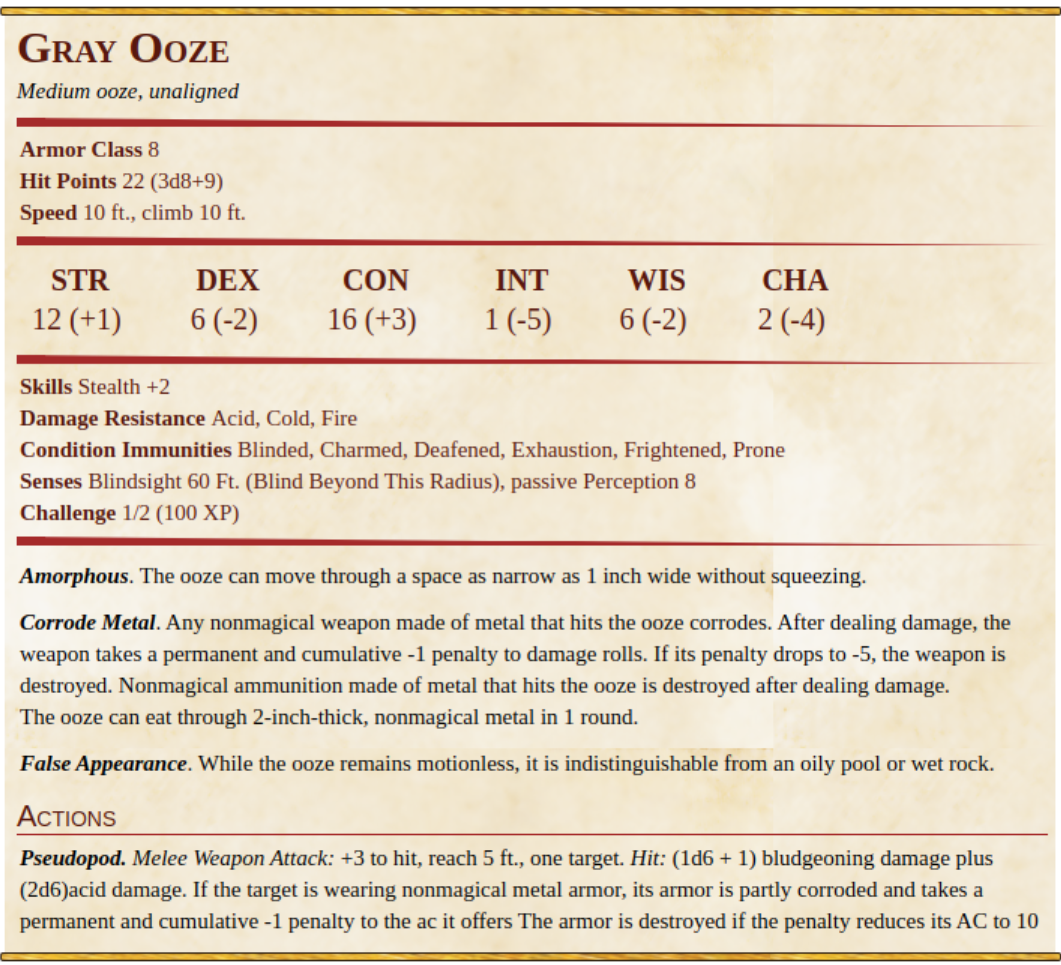 Gray Ooze
Medium ooze, unaligned
Armor Class 8
Hit Points 22 (3d8+9)
Speed 10 ft., climb 10 ft.
STR DEX CON INT WIS CHA
12 (+1) 6 (-2) 16 (+3) 1 (-5) 6 (-2) 2 (-4)
Skills Stealth +2
Damage Resistance Acid, Cold, Fire
Condition Immunities Blinded, Charmed, Deafened, Exhaustion, Frightened, Prone
Senses Blindsight 60 Ft. (Blind Beyond This Radius), passive Perception 8
Challenge 1/2 (100 XP)
Amorphous. The ooze can move through a space as narrow as 1 inch wide without squeezing.
Corrode Metal. Any nonmagical weapon made of metal that hits the ooze corrodes. After dealing damage, the
weapon takes a permanent and cumulative -1 penalty to damage rolls. If its penalty drops to -5, the weapon is
destroyed. Nonmagical ammunition made of metal that hits the ooze is destroyed after dealing damage.
The ooze can eat through 2-inch-thick, nonmagical metal in 1 round.
False Appearance. While the ooze remains motionless, it is indistinguishable from an oily pool or wet rock.
Actions
Pseudopod. Melee Weapon Attack: +3 to hit, reach 5 ft., one target. Hit: (1d6 + 1) bludgeoning damage plus
(2d6)acid damage. If the target is wearing nonmagical metal armor, its armor is partly corroded and takes a
permanent and cumulative -1 penalty to the ac it offers The armor is destroyed if the penalty reduces its AC to 10